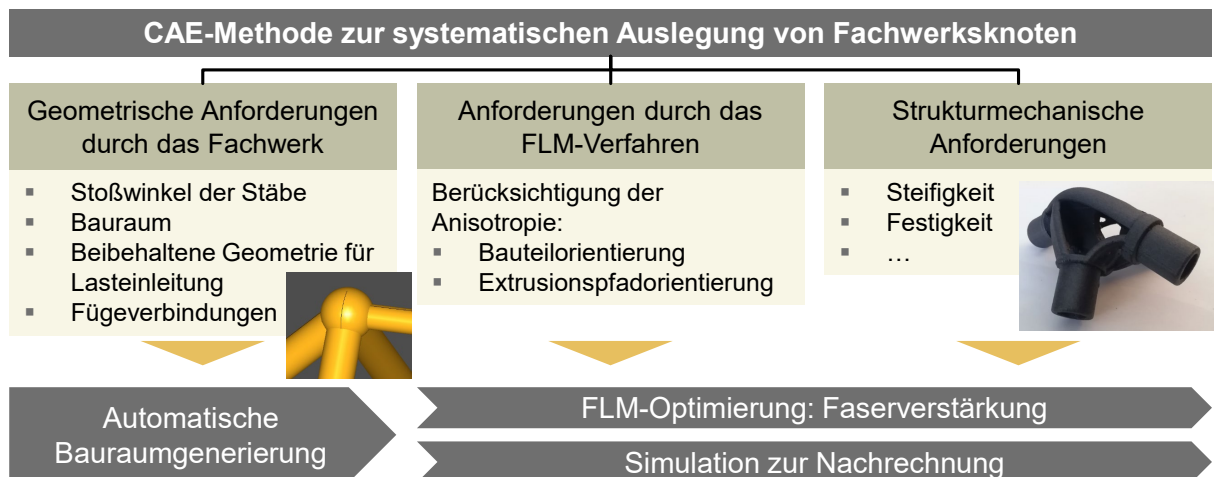 CAE-Methode zur systematischen Auslegung von Fachwerksknoten
Geometrische Anforderungen
durch das Fachwerk
▪ Stoßwinkel der Stäbe
▪ Bauraum
▪ Beibehaltene Geometrie für
Lasteinleitung
▪ Fügeverbindungen
Anforderungen durch das
FLM-Verfahren
Berücksichtigung der
Anisotropie:
▪ Bauteilorientierung
▪ Extrusionspfadorientierung
Strukturmechanische
Anforderungen
▪ Steifigkeit
▪ Festigkeit
▪ …
Automatische
Bauraumgenerierung
FLM-Optimierung: Faserverstärkung
Simulation zur Nachrechnung